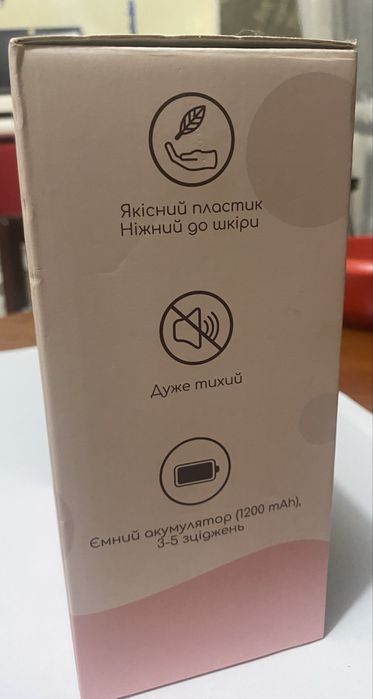 Якісний пластик
Ніжний до шкіри
Дуже тихий
Ємний акумулятор (1200 mAh),
3-5 зціджень